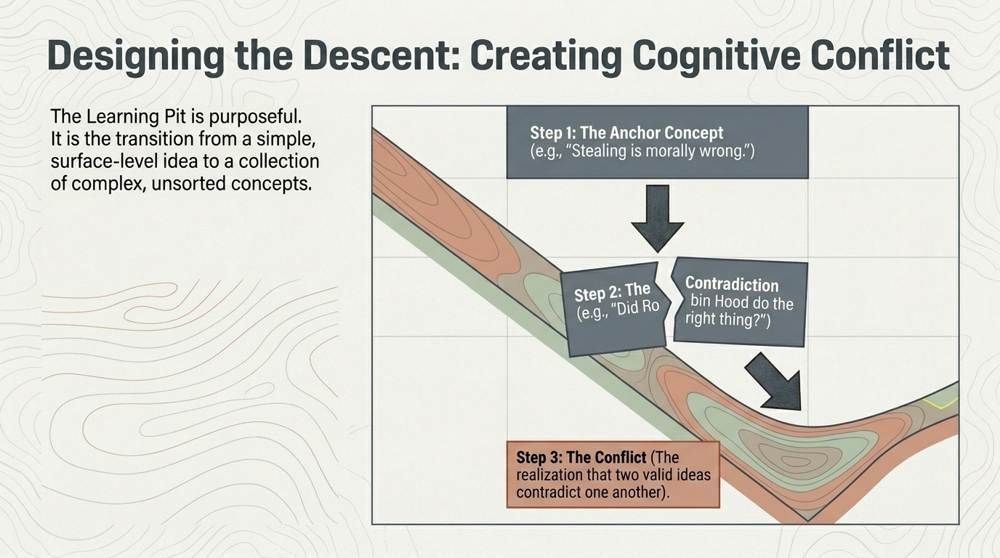 Designing the Descent: Creating Cognitive Conflict
The Learning Pit is purposeful.
It is the transition from a simple,
surface-level idea to a collection
of complex, unsorted concepts.
Step 1: The Anchor Concept
(e.g., “Stealing is morally wrong.”)
Step 2: The
(e.g., “Did Ro
Contradiction
bin Hood do the
right thing?”)
Step 3: The Conflict (The
realization that two valid ideas
contradict one another).